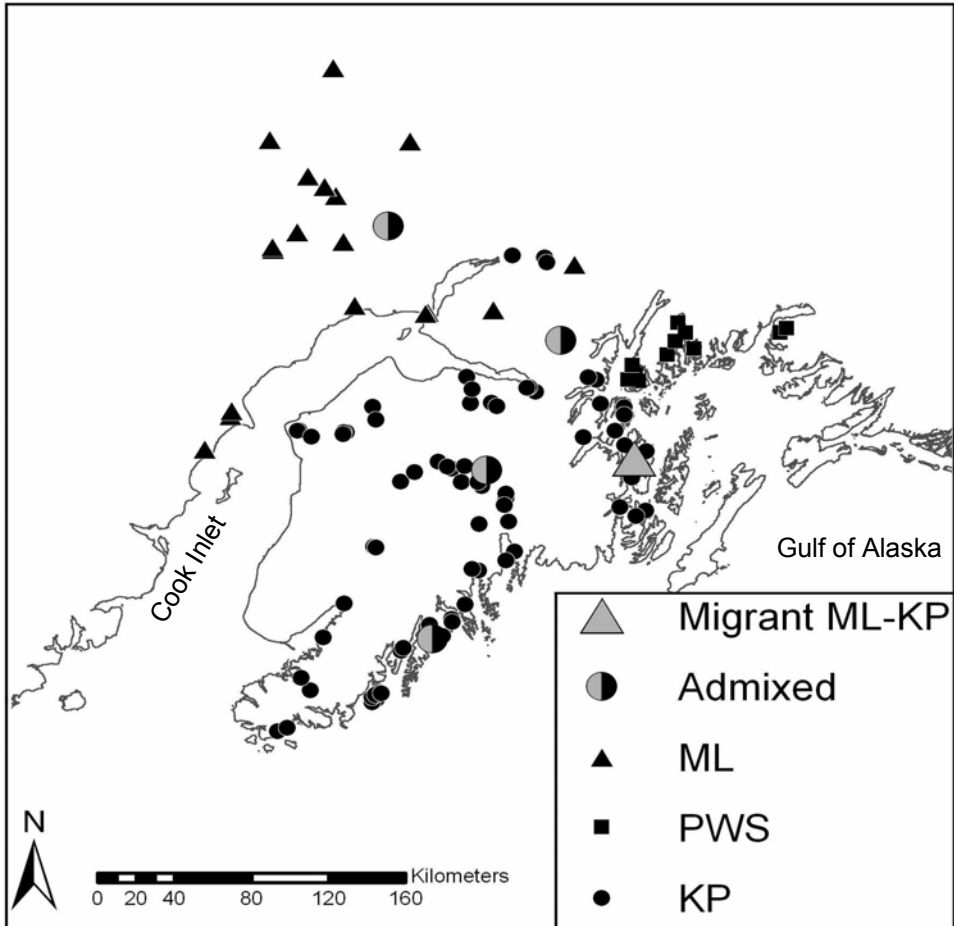 Cook Inlet
Gulf of Alaska
Migrant ML-KP
Admixed
ML
PWS
KP
N
Kilometers
0 20 40 80 120 160